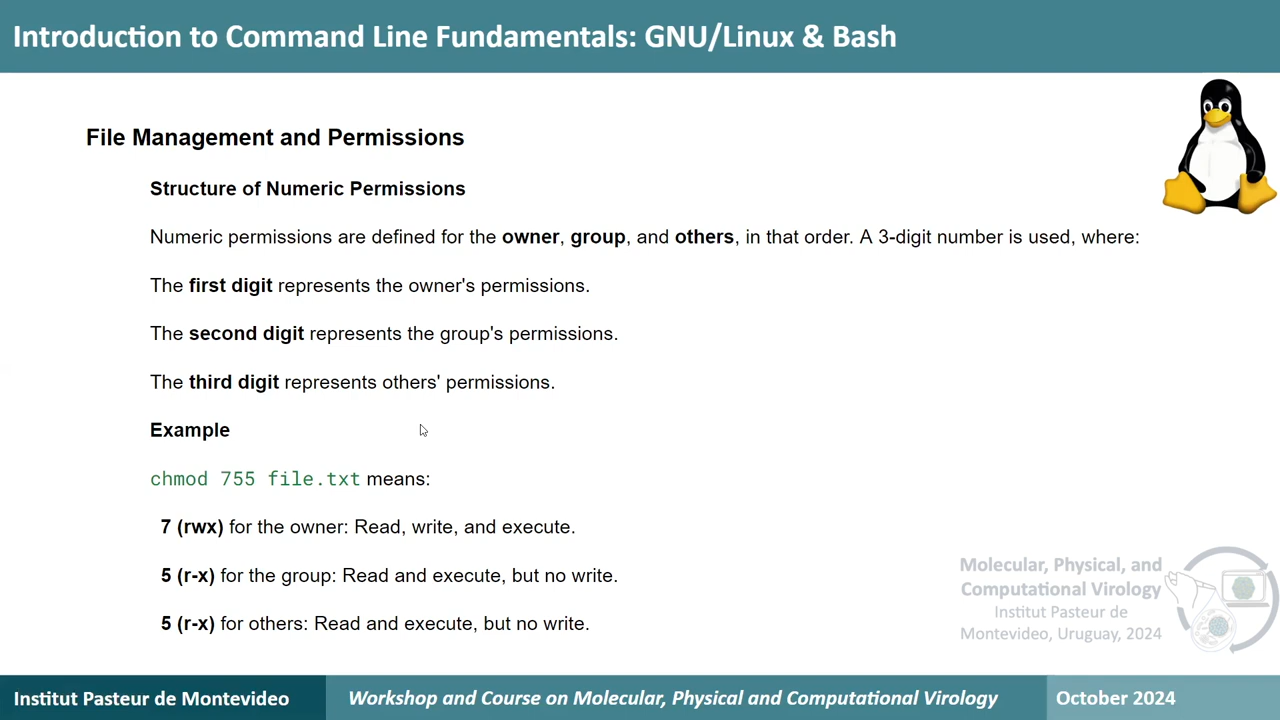 Introduction to Command Line Fundamentals: GNU/Linux & Bash
File Management and Permissions
Structure of Numeric Permissions
Numeric permissions are defined for the owner, group, and others, in that order. A 3-digit number is used, where:
The first digit represents the owner's permissions.
The second digit represents the group's permissions.
The third digit represents others' permissions.
Example
chmod 755 file.txt means:
7 (rwx) for the owner: Read, write, and execute.
5 (r-x) for the group: Read and execute, but no write.
5 (r-x) for others: Read and execute, but no write.
Molecular, Physical, and
Computational Virology
Institut Pasteur de
Montevideo, Uruguay, 2024
Institut Pasteur de Montevideo
Workshop and Course on Molecular, Physical and Computational Virology
October 2024